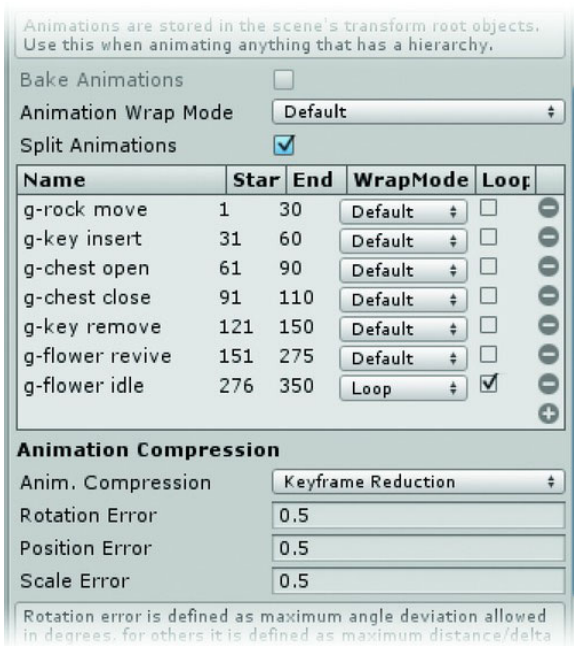 Animations are stored in the scene's transform root objects.
Use this when animating anything that has a hierarchy.
Bake Animations
Animation Wrap Mode Default
Split Animations
Name Star End WrapMode Loop
g-rock move 1 30 Default
g-key insert 31 60 Default
g-chest open 61 90 Default
g-chest close 91 110 Default
g-key remove 121 150 Default
g-flower revive 151 275 Default
g-flower idle 276 350 Loop
Animation Compression
Anim. Compression Keyframe Reduction
Rotation Error 0.5
Position Error 0.5
Scale Error 0.5
Rotation error is defined as maximum angle deviation allowed
in degrees, for others it is defined as maximum distance/delta